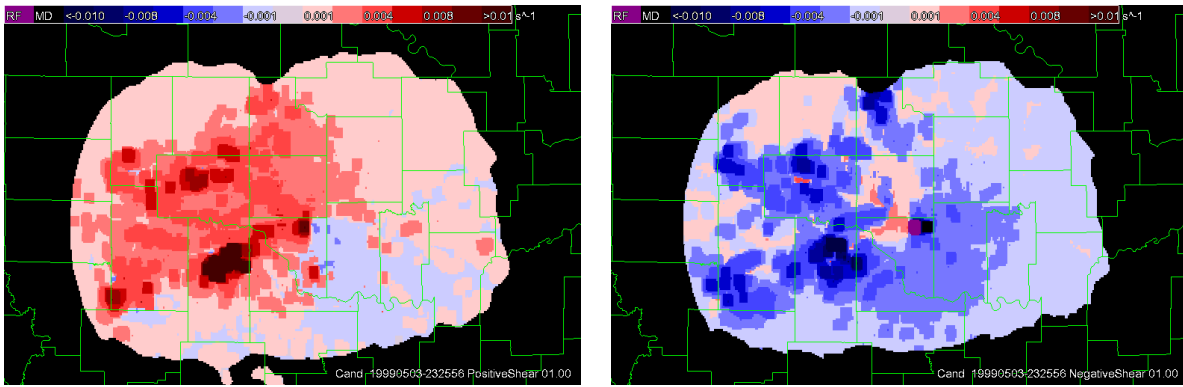 RF MD <-0.010 -0.008 -0.004 -0.001 0.001 0.004 0.008 >0.01 s^-1
Cand 19990503-232556 PositiveShear 01.00
RF MD <-0.010 -0.008 -0.004 -0.001 0.001 0.004 0.008 >0.01 s^-1
Cand 19990503-232556 NegativeShear 01.00